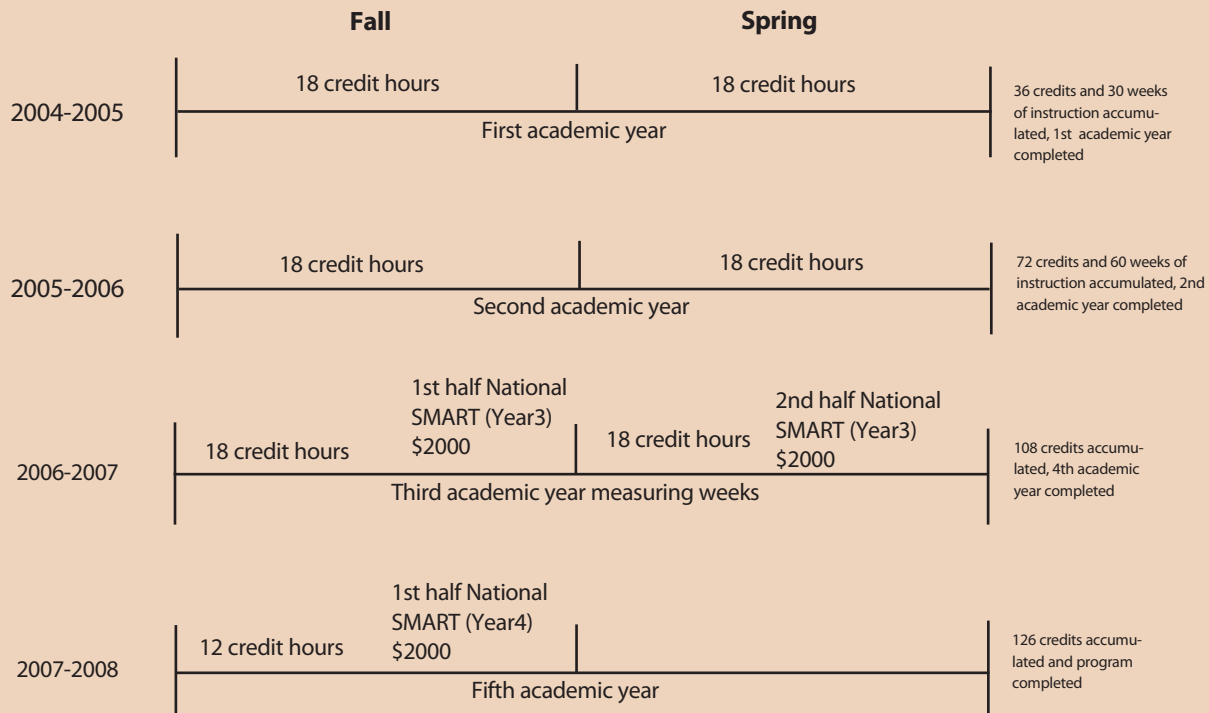 Fall
Spring
2004-2005
18 credit hours
18 credit hours
First academic year
36 credits and 30 weeks
of instruction accumu-
lated, 1st academic year
completed
2005-2006
18 credit hours
18 credit hours
Second academic year
72 credits and 60 weeks of
instruction accumulated, 2nd
academic year completed
2006-2007
18 credit hours
1st half National
SMART (Year3)
$2000
18 credit hours
2nd half National
SMART (Year3)
$2000
Third academic year measuring weeks
108 credits accumu-
lated, 4th academic
year completed
2007-2008
12 credit hours
1st half National
SMART (Year4)
$2000
Fifth academic year
126 credits accumu-
lated and program
completed